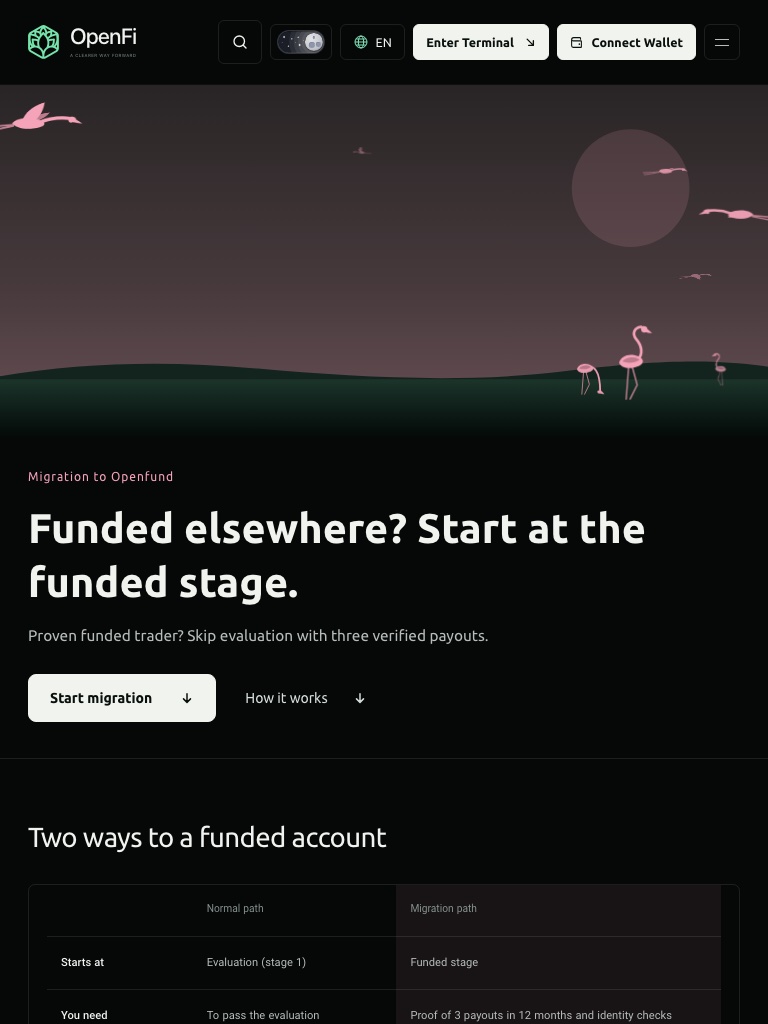 OpenFi
A CLEARER WAY FORWARD
EN
Enter Terminal
Connect Wallet
Migration to Openfund
Funded elsewhere? Start at the
funded stage.
Proven funded trader? Skip evaluation with three verified payouts.
Start migration
How it works
Two ways to a funded account
Normal path
Migration path
Starts at
Evaluation (stage 1)
Funded stage
You need
To pass the evaluation
Proof of 3 payouts in 12 months and identity checks